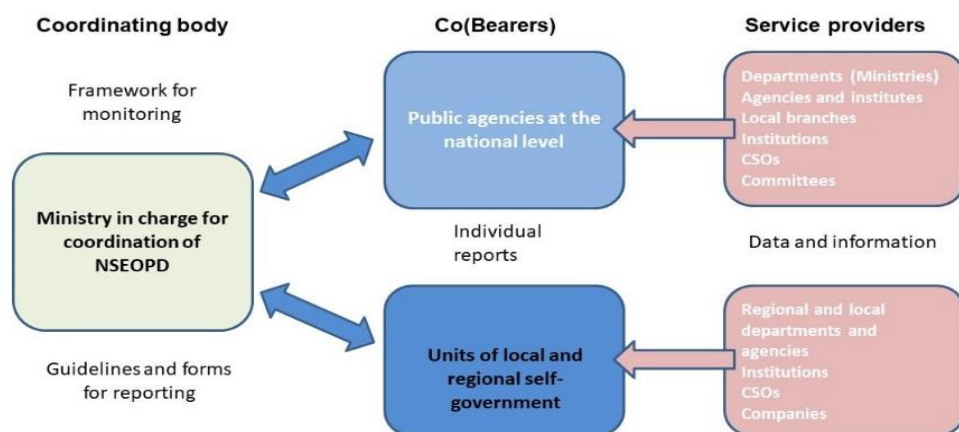 Coordinating body
Co(Bearers)
Service providers
Framework for
monitoring
Ministry in charge for
coordination of
NSEOPD
Guidelines and forms
for reporting
Public agencies at the
national level
Individual
reports
Units of local and
regional self-
government
Departments (Ministries)
Agencies and institutes
Local branches
Institutions
CSOs
Committees
Data and information
Regional and local
departments and
agencies
Institutions
CSOs
Companies